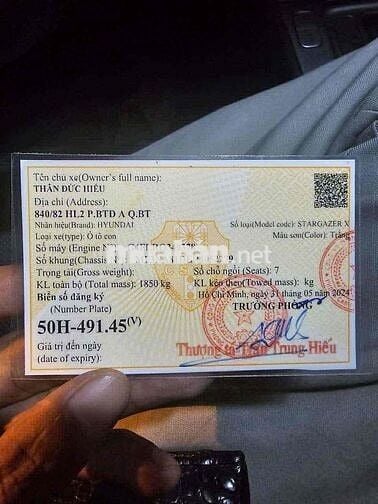 Tên chủ xe(Owner's full name):
THÂN ĐỨC HIẾU
Địa chỉ (Address):
840/82 HL2 P.BTD A Q.BT
Nhãn hiệu(Brand): HYUNDAI Số loại(Model code): STARGAZER X
Loại xe(type): Ô tô con Màu sơn(Color): Trắng
Số máy (Engine
Số khung(Chassis
Trọng tải(Gross weight): Số chỗ ngồi(Seats): 7
KL toàn bộ (Total mass): 1850 kg KL kéo theo(Towed mass): kg
Biển số đăng ký Hồ Chí Minh, ngày 31 tháng 05 năm 2024
(Number Plate) TRƯỞNG PHÒNG
50H-491.45(V)
Giá trị đến ngày Thượng tá Trần Trung Hiếu
(date of expiry):